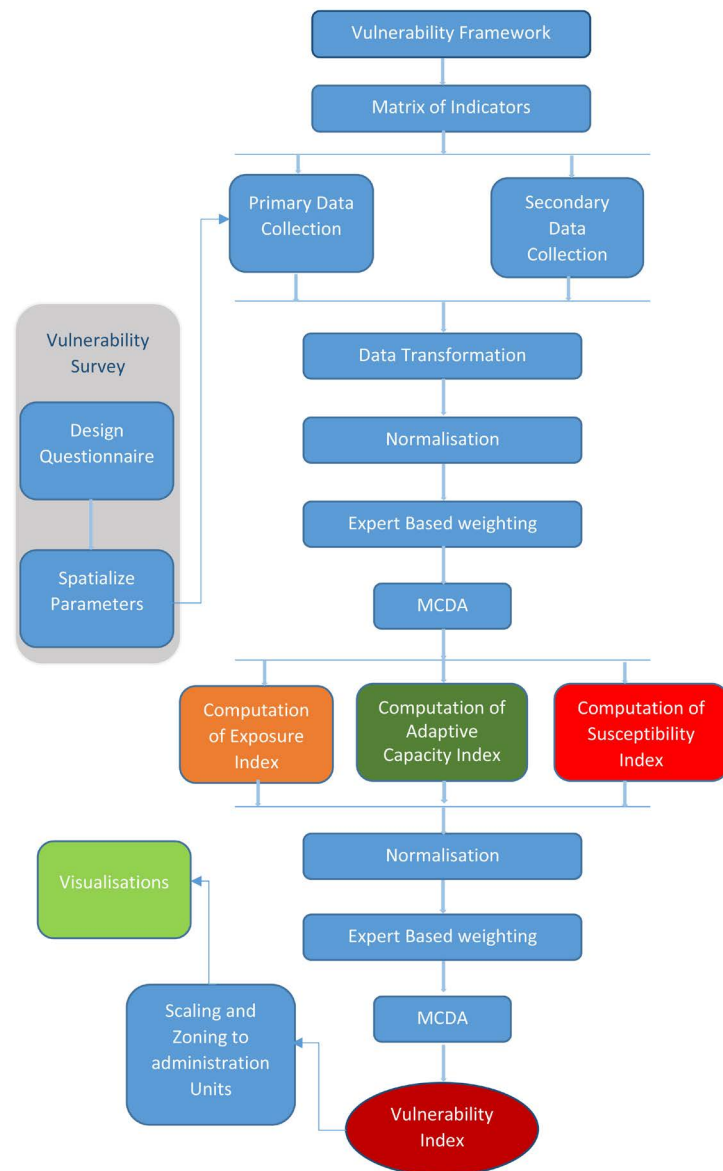 Vulnerability Framework
Matrix of Indicators
Primary Data
Collection
Secondary
Data
Collection
Vulnerability
Survey
Design
Questionnaire
Spatialize
Parameters
Data Transformation
Normalisation
Expert Based weighting
MCDA
Computation
of Exposure
Index
Computation of
Adaptive
Capacity Index
Computation of
Susceptibility
Index
Normalisation
Expert Based weighting
MCDA
Vulnerability
Index
Scaling and
Zoning to
administration
Units
Visualisations